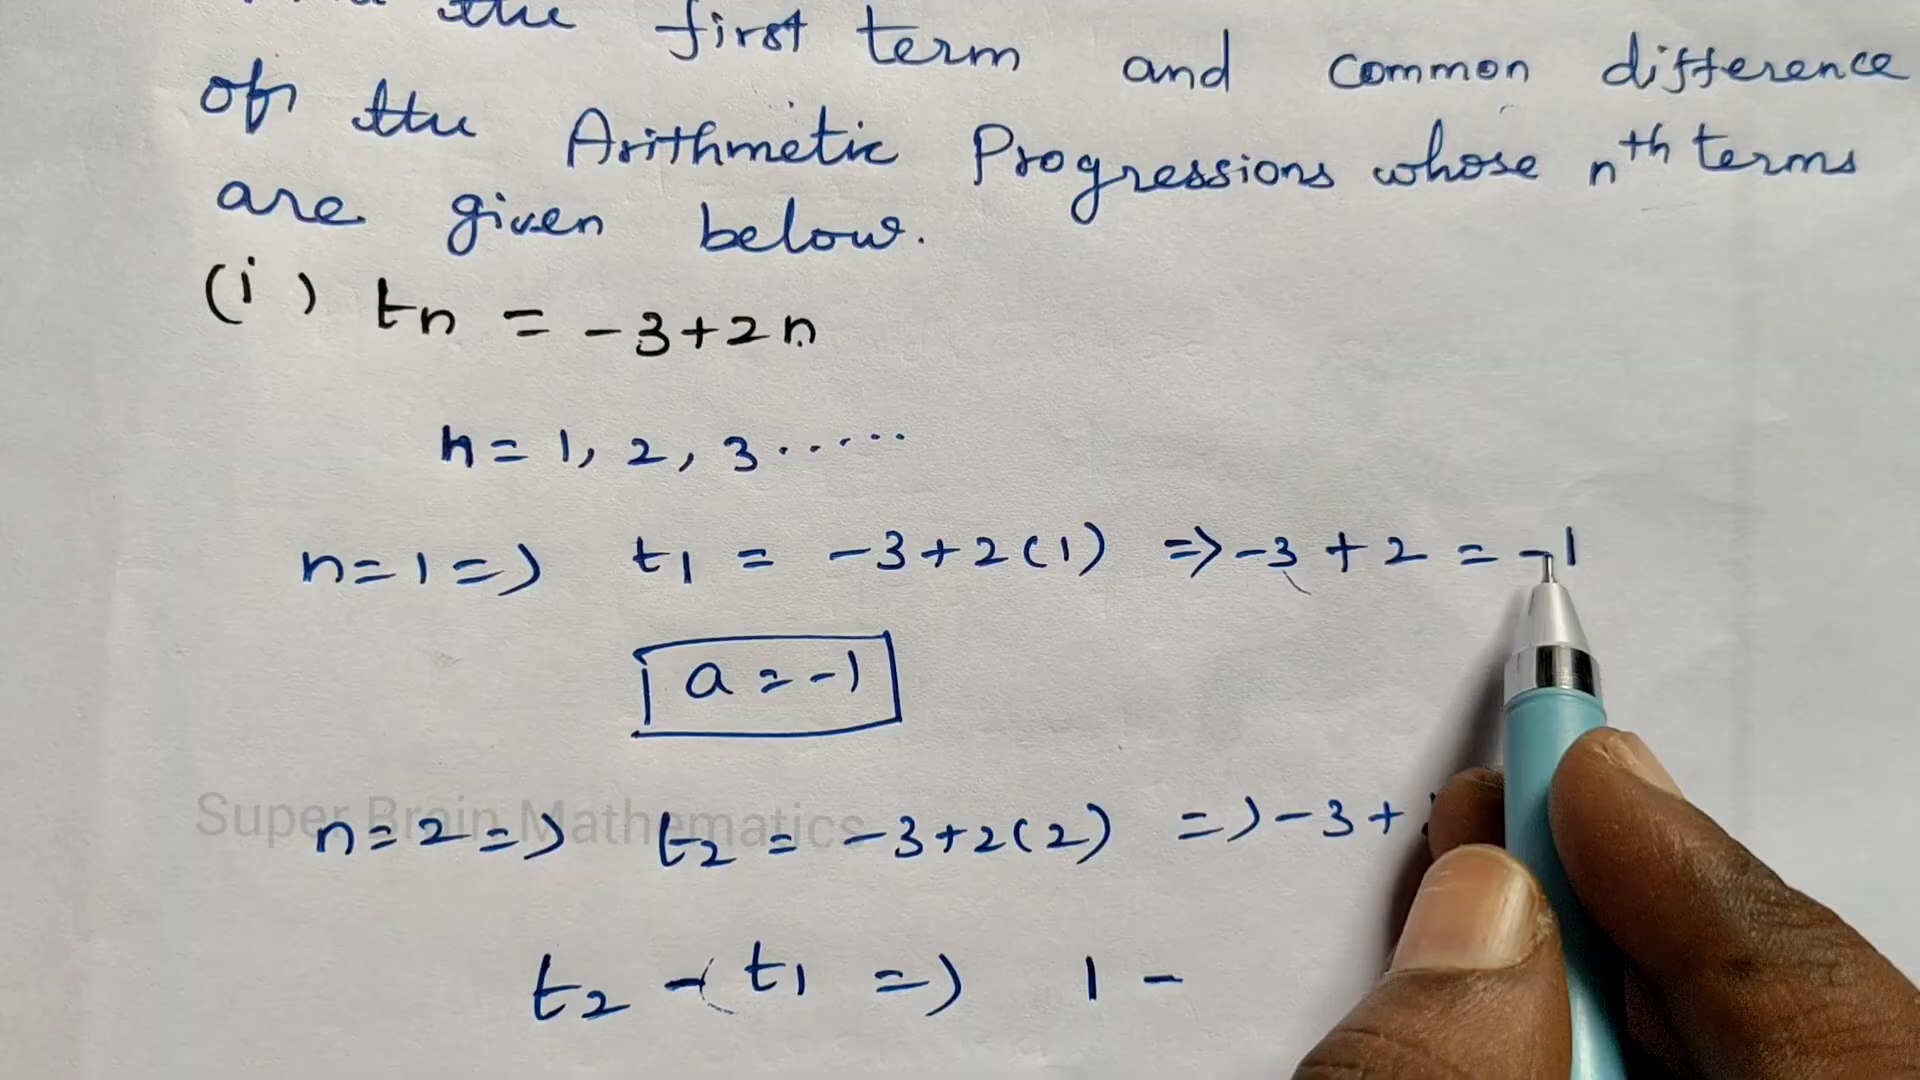 the first term and common difference
of the Arithmetic Progressions whose nth terms
are given below.
(i) tn = -3+2n
n = 1, 2, 3 ......
n=1 => t1 = -3+2(1) => -3 + 2 = -1
a = -1
n=2 => t2 = -3+2(2) => -3+
Super Brain Mathematics
t2 - t1 => 1 -